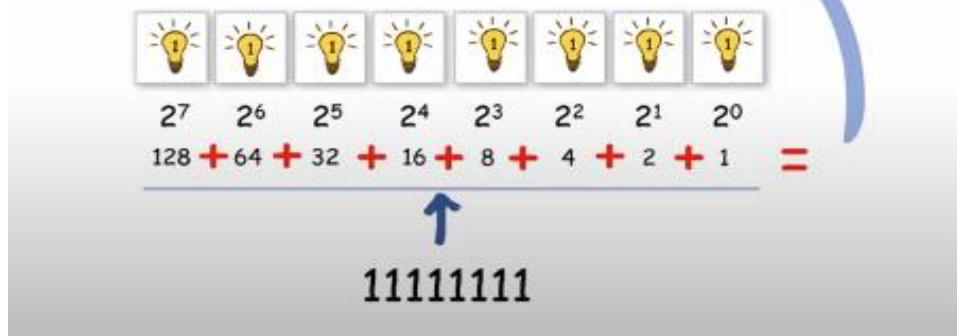 1 1 1 1 1 1 1 1
2⁷ 2⁶ 2⁵ 2⁴ 2³ 2² 2¹ 2⁰
128 + 64 + 32 + 16 + 8 + 4 + 2 + 1 =
11111111